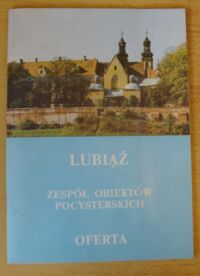 LUBIĄŻ
ZESPÓŁ OBIEKTÓW
POCYSTERSKICH
OFERTA